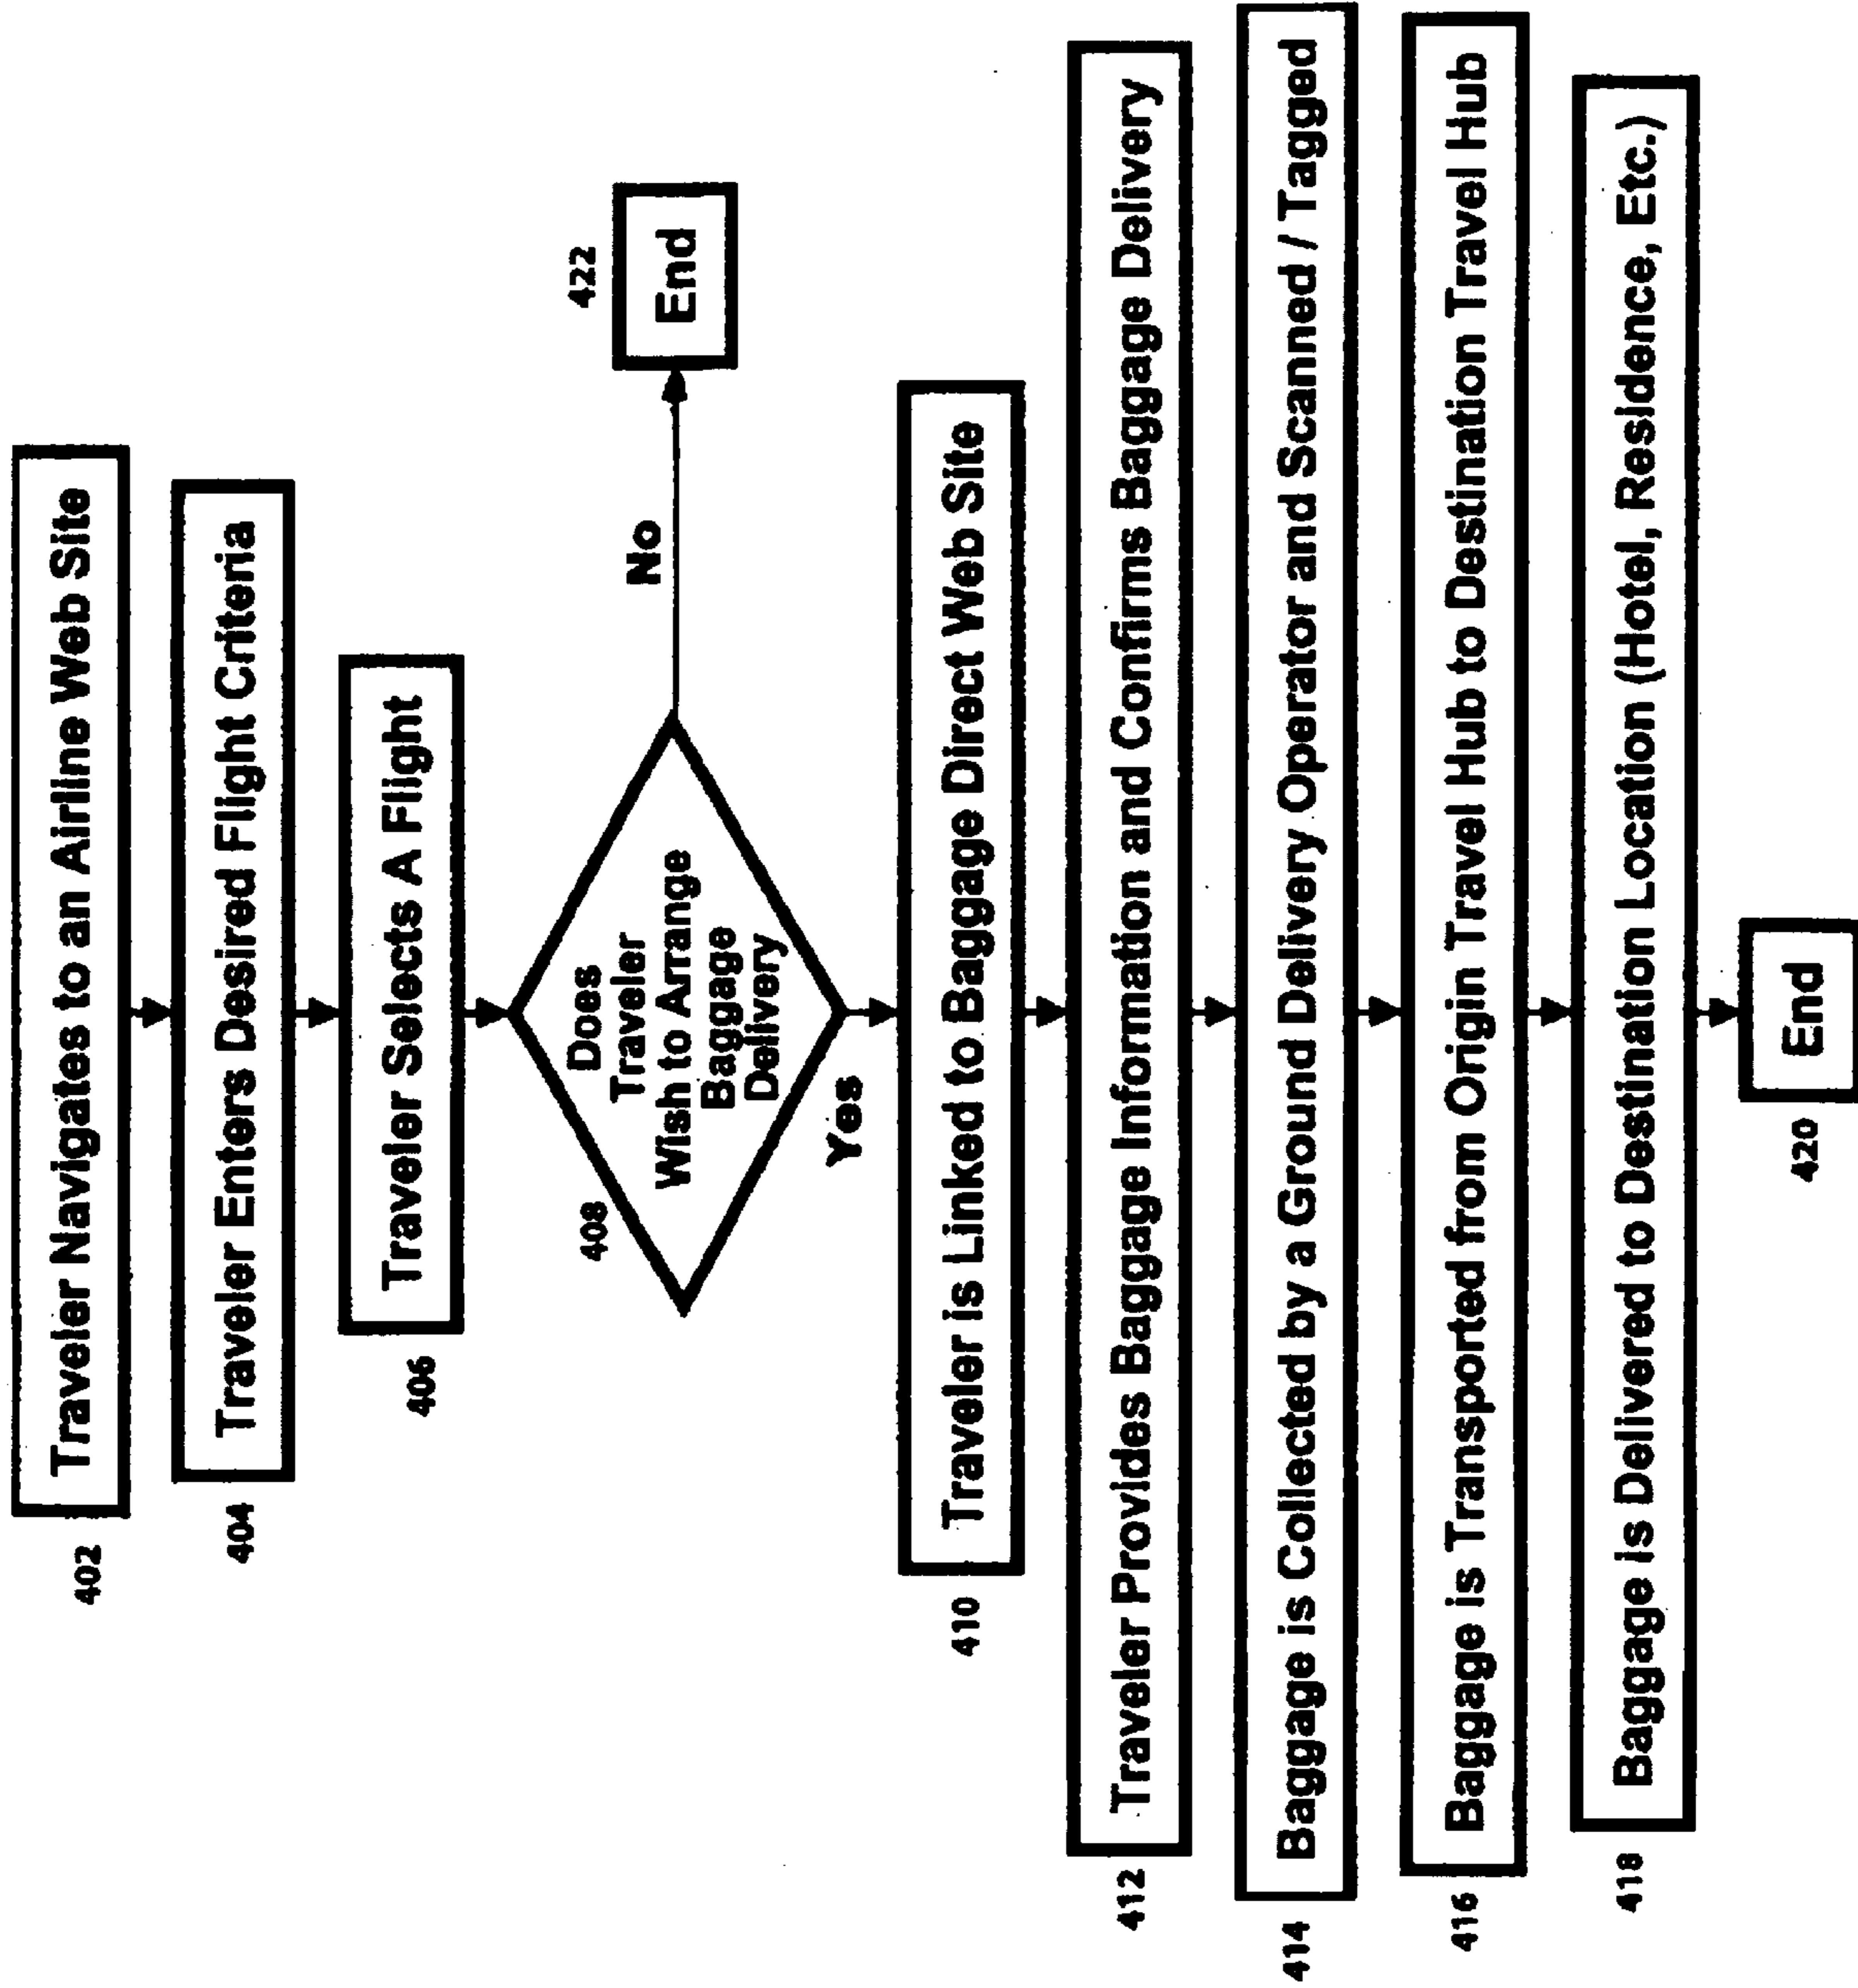 402
Traveler Navigates to an Airline Web Site
404
Traveler Enters Desired Flight Criteria
406
Traveler Selects A Flight
408
Does
Traveler
Wish to Arrange
Baggage
Delivery
No
422
End
Yes
410
Traveler is Linked to Baggage Direct Web Site
412
Traveler Provides Baggage Information and Confirms Baggage Delivery
414
Baggage is Collected by a Ground Delivery Operator and Scanned / Tagged
416
Baggage is Transported from Origin Travel Hub to Destination Travel Hub
418
Baggage is Delivered to Destination Location (Hotel, Residence, Etc.)
420
End